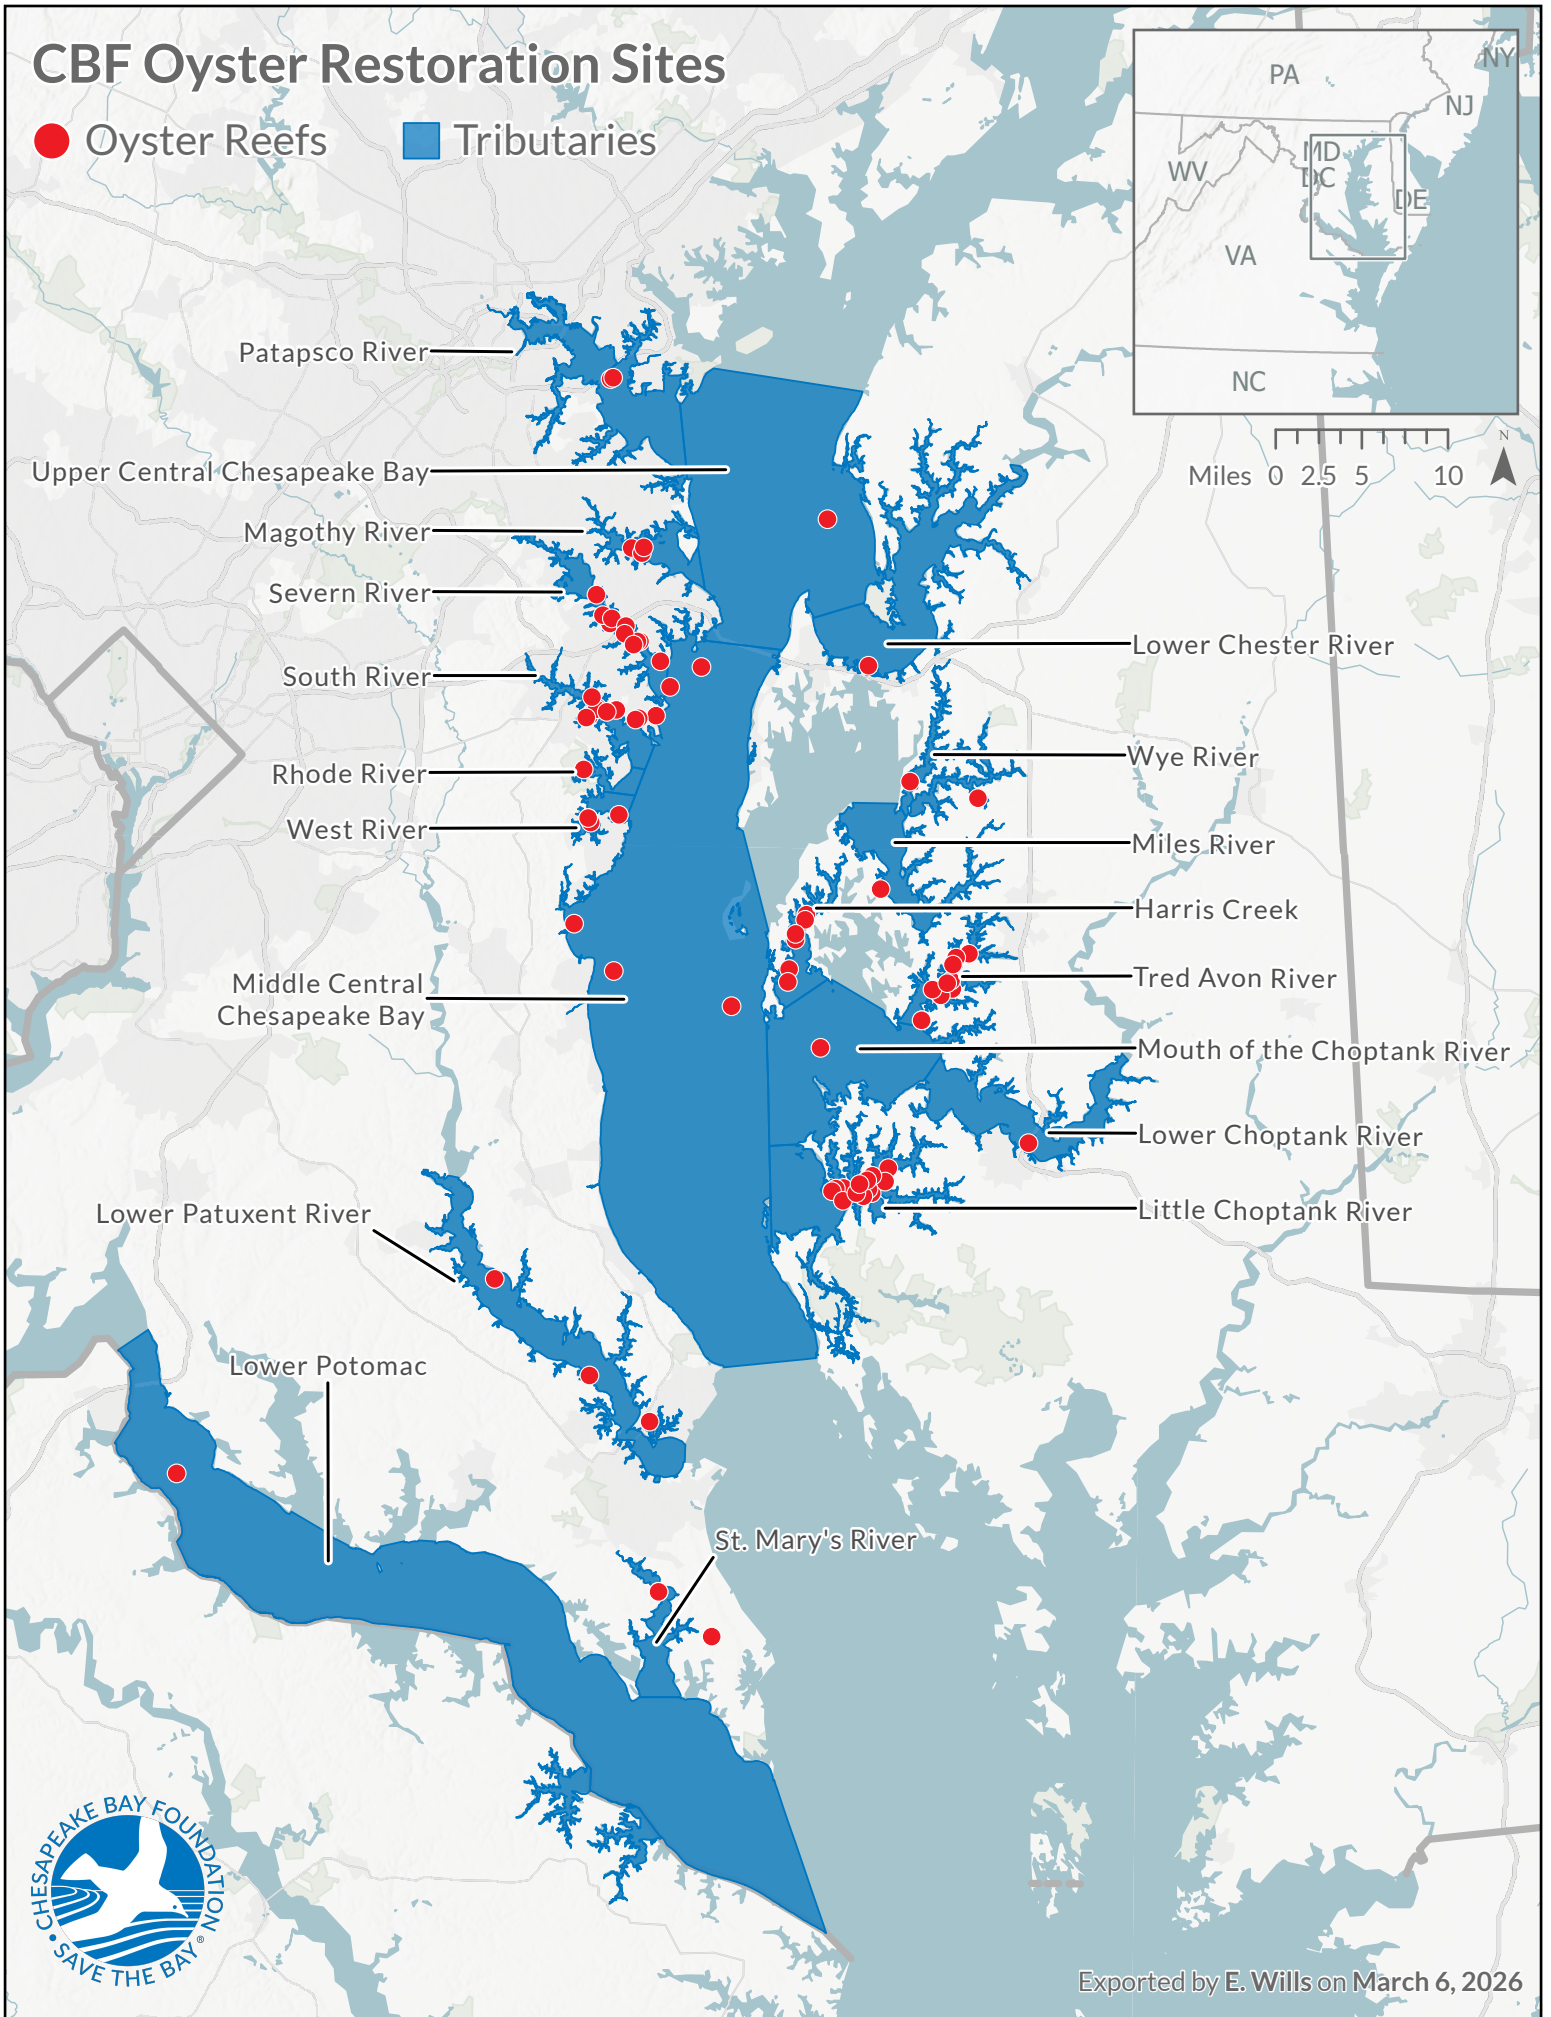 CBF Oyster Restoration Sites
Oyster Reefs
Tributaries
PA
NY
NJ
MD
DC
WV
DE
VA
NC
N
Miles 0 2.5 5 10
Patapsco River
Upper Central Chesapeake Bay
Magothy River
Severn River
South River
Rhode River
West River
Middle Central
Chesapeake Bay
Lower Patuxent River
Lower Potomac
St. Mary's River
Lower Chester River
Wye River
Miles River
Harris Creek
Tred Avon River
Mouth of the Choptank River
Lower Choptank River
Little Choptank River
CHESAPEAKE BAY FOUNDATION
• SAVE THE BAY®
Exported by E. Wills on March 6, 2026